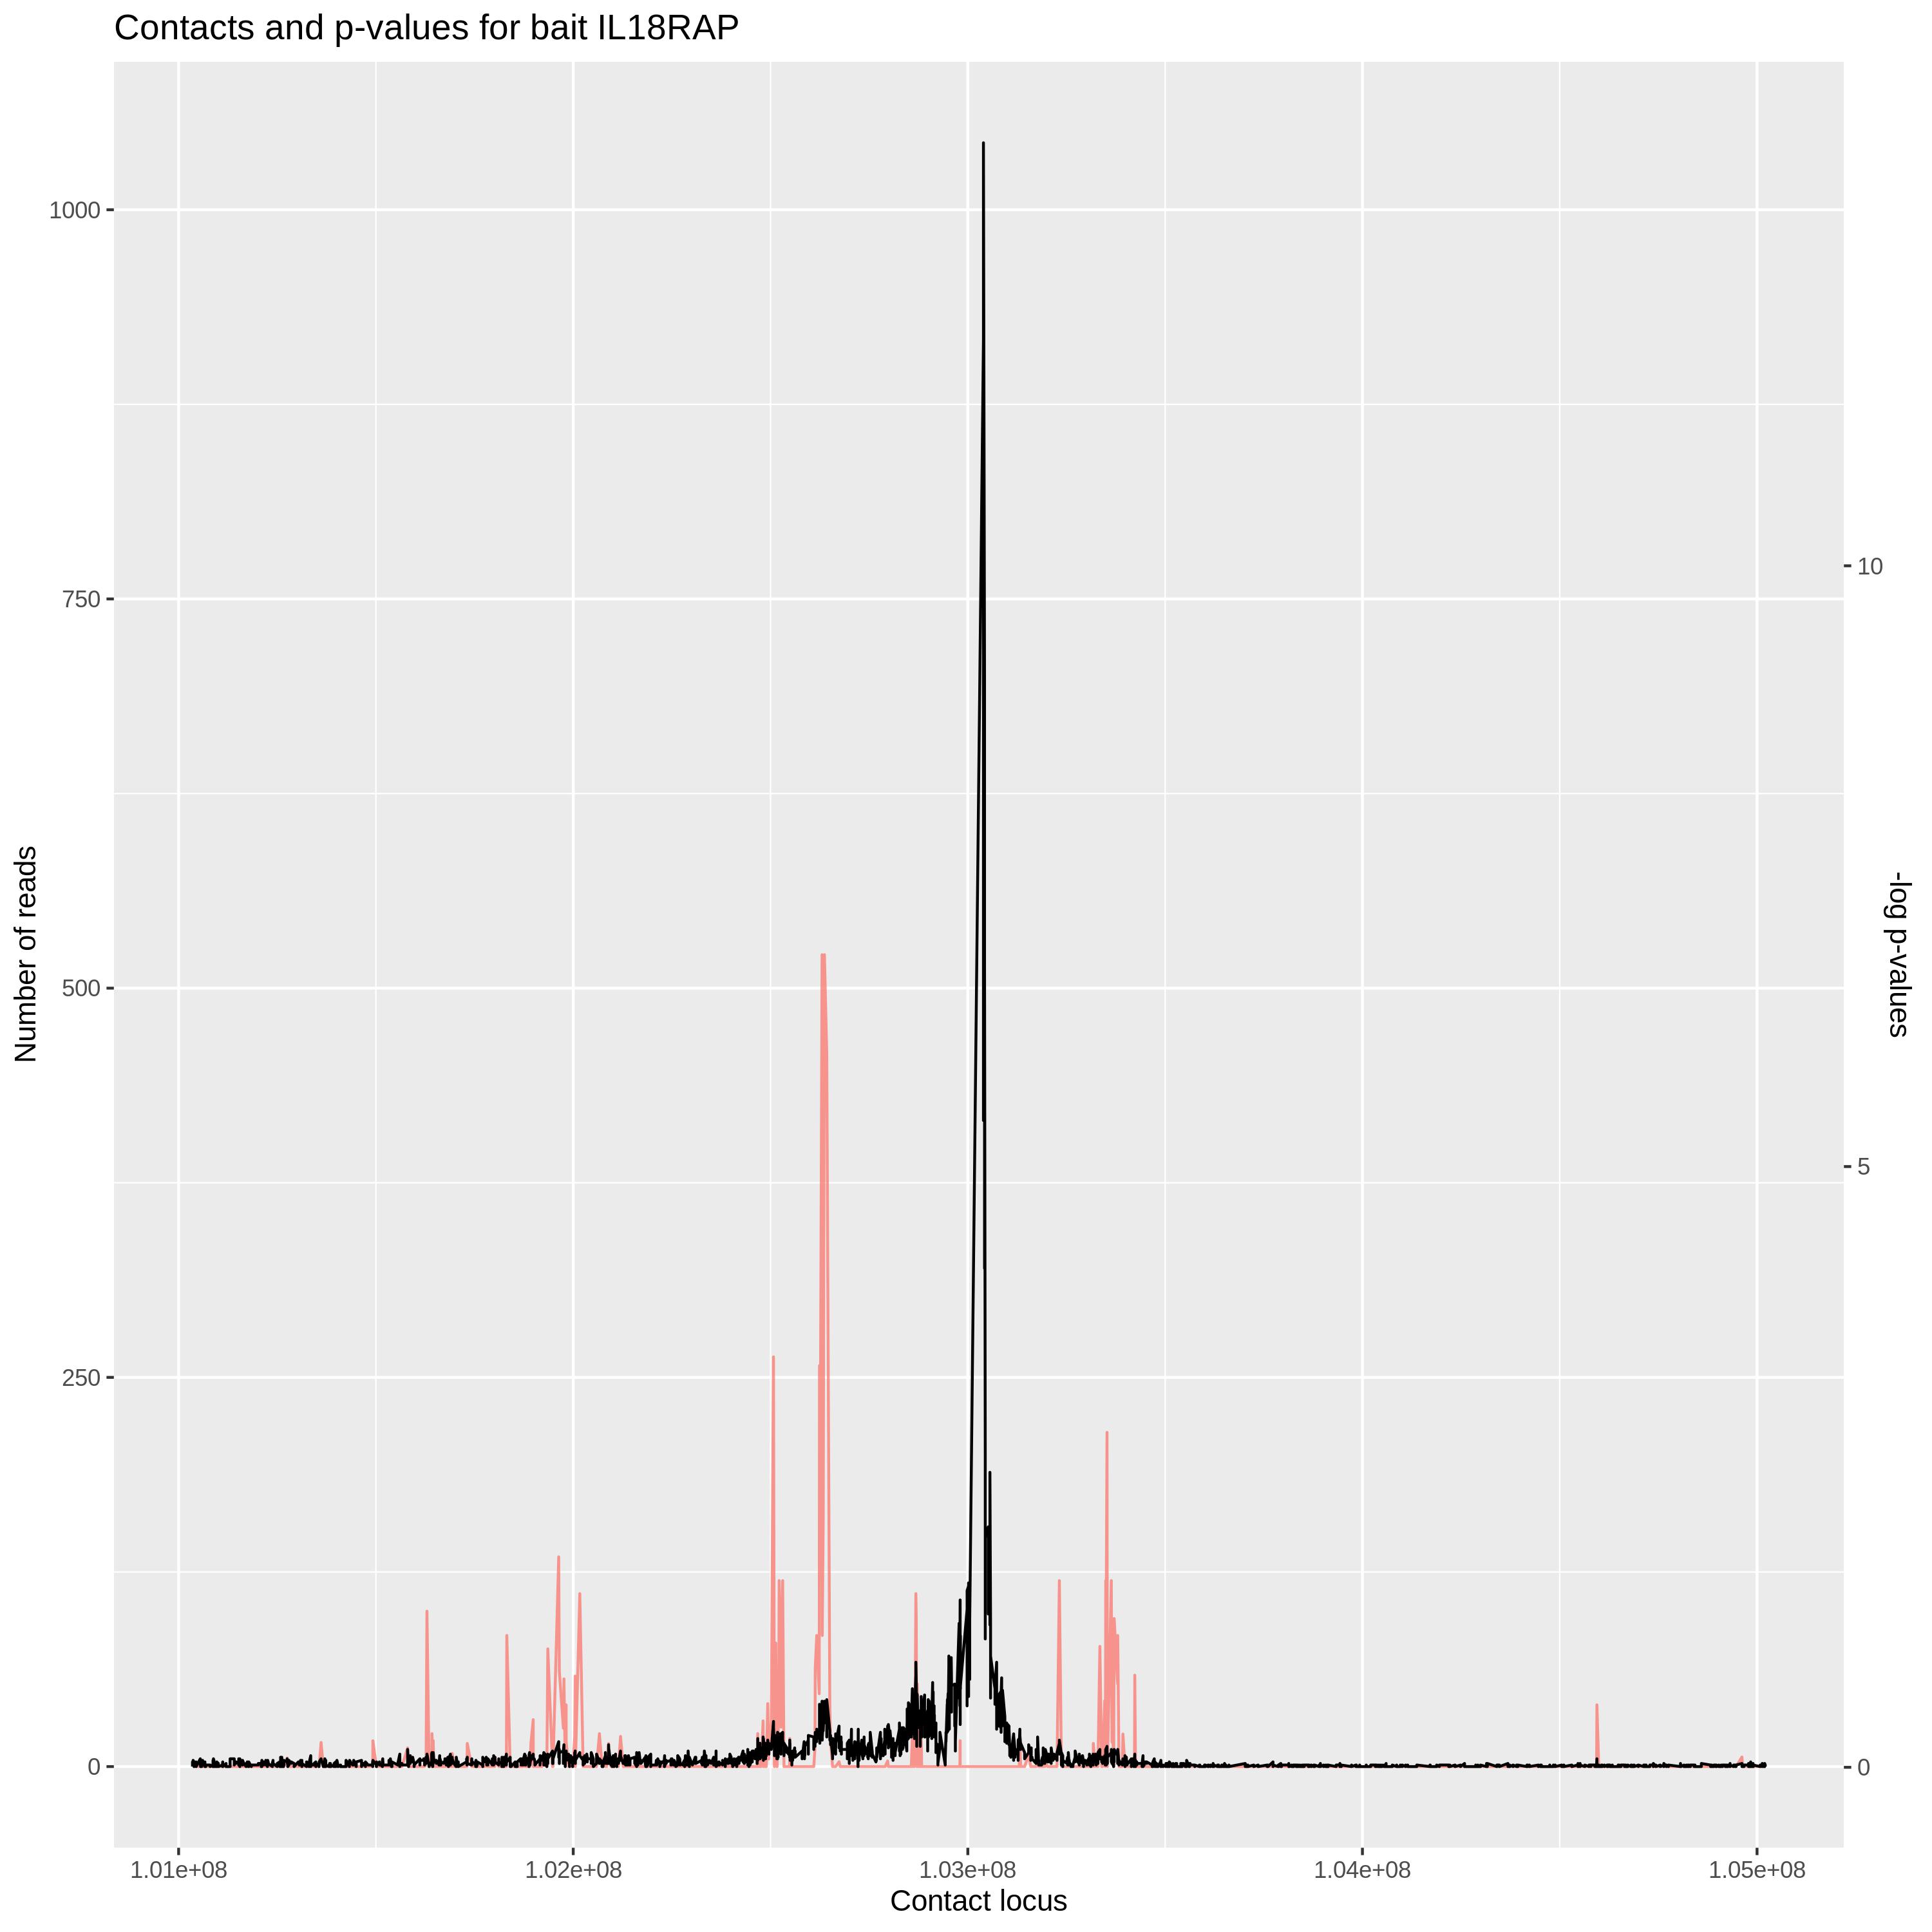 Contacts and p-values for bait IL18RAP
1000
750
500
250
0
Number of reads
10
5
0
-log p-values
1.01e+08
1.02e+08
1.03e+08
1.04e+08
1.05e+08
Contact locus